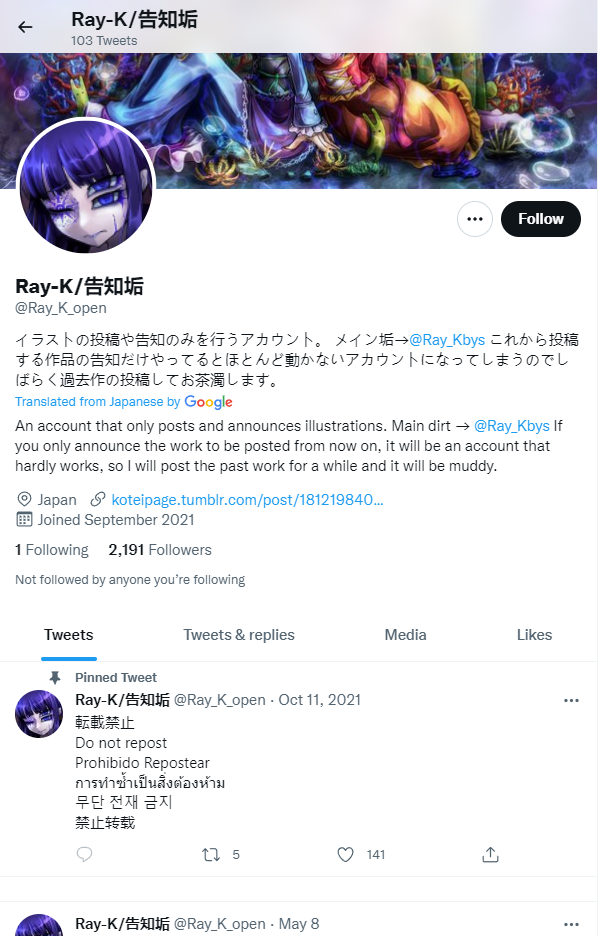 Ray-K/告知垢
103 Tweets
Follow
Ray-K/告知垢
@Ray_K_open
イラストの投稿や告知のみを行うアカウント。 メイン垢→@Ray_Kbys これから投稿
する作品の告知だけやってるとほとんど動かないアカウントになってしまうのでし
ばらく過去作の投稿してお茶濁します。
Translated from Japanese by Google
An account that only posts and announces illustrations. Main dirt → @Ray_Kbys If
you only announce the work to be posted from now on, it will be an account that
hardly works, so I will post the past work for a while and it will be muddy.
Japan koteipage.tumblr.com/post/181219840...
Joined September 2021
1 Following 2,191 Followers
Not followed by anyone you're following
Tweets Tweets & replies Media Likes
Pinned Tweet
Ray-K/告知垢 @Ray_K_open · Oct 11, 2021
転載禁止
Do not repost
Prohibido Repostear
การทำซ้ำเป็นสิ่งต้องห้าม
무단 전재 금지
禁止转载
5 141
Ray-K/告知垢 @Ray_K_open · May 8